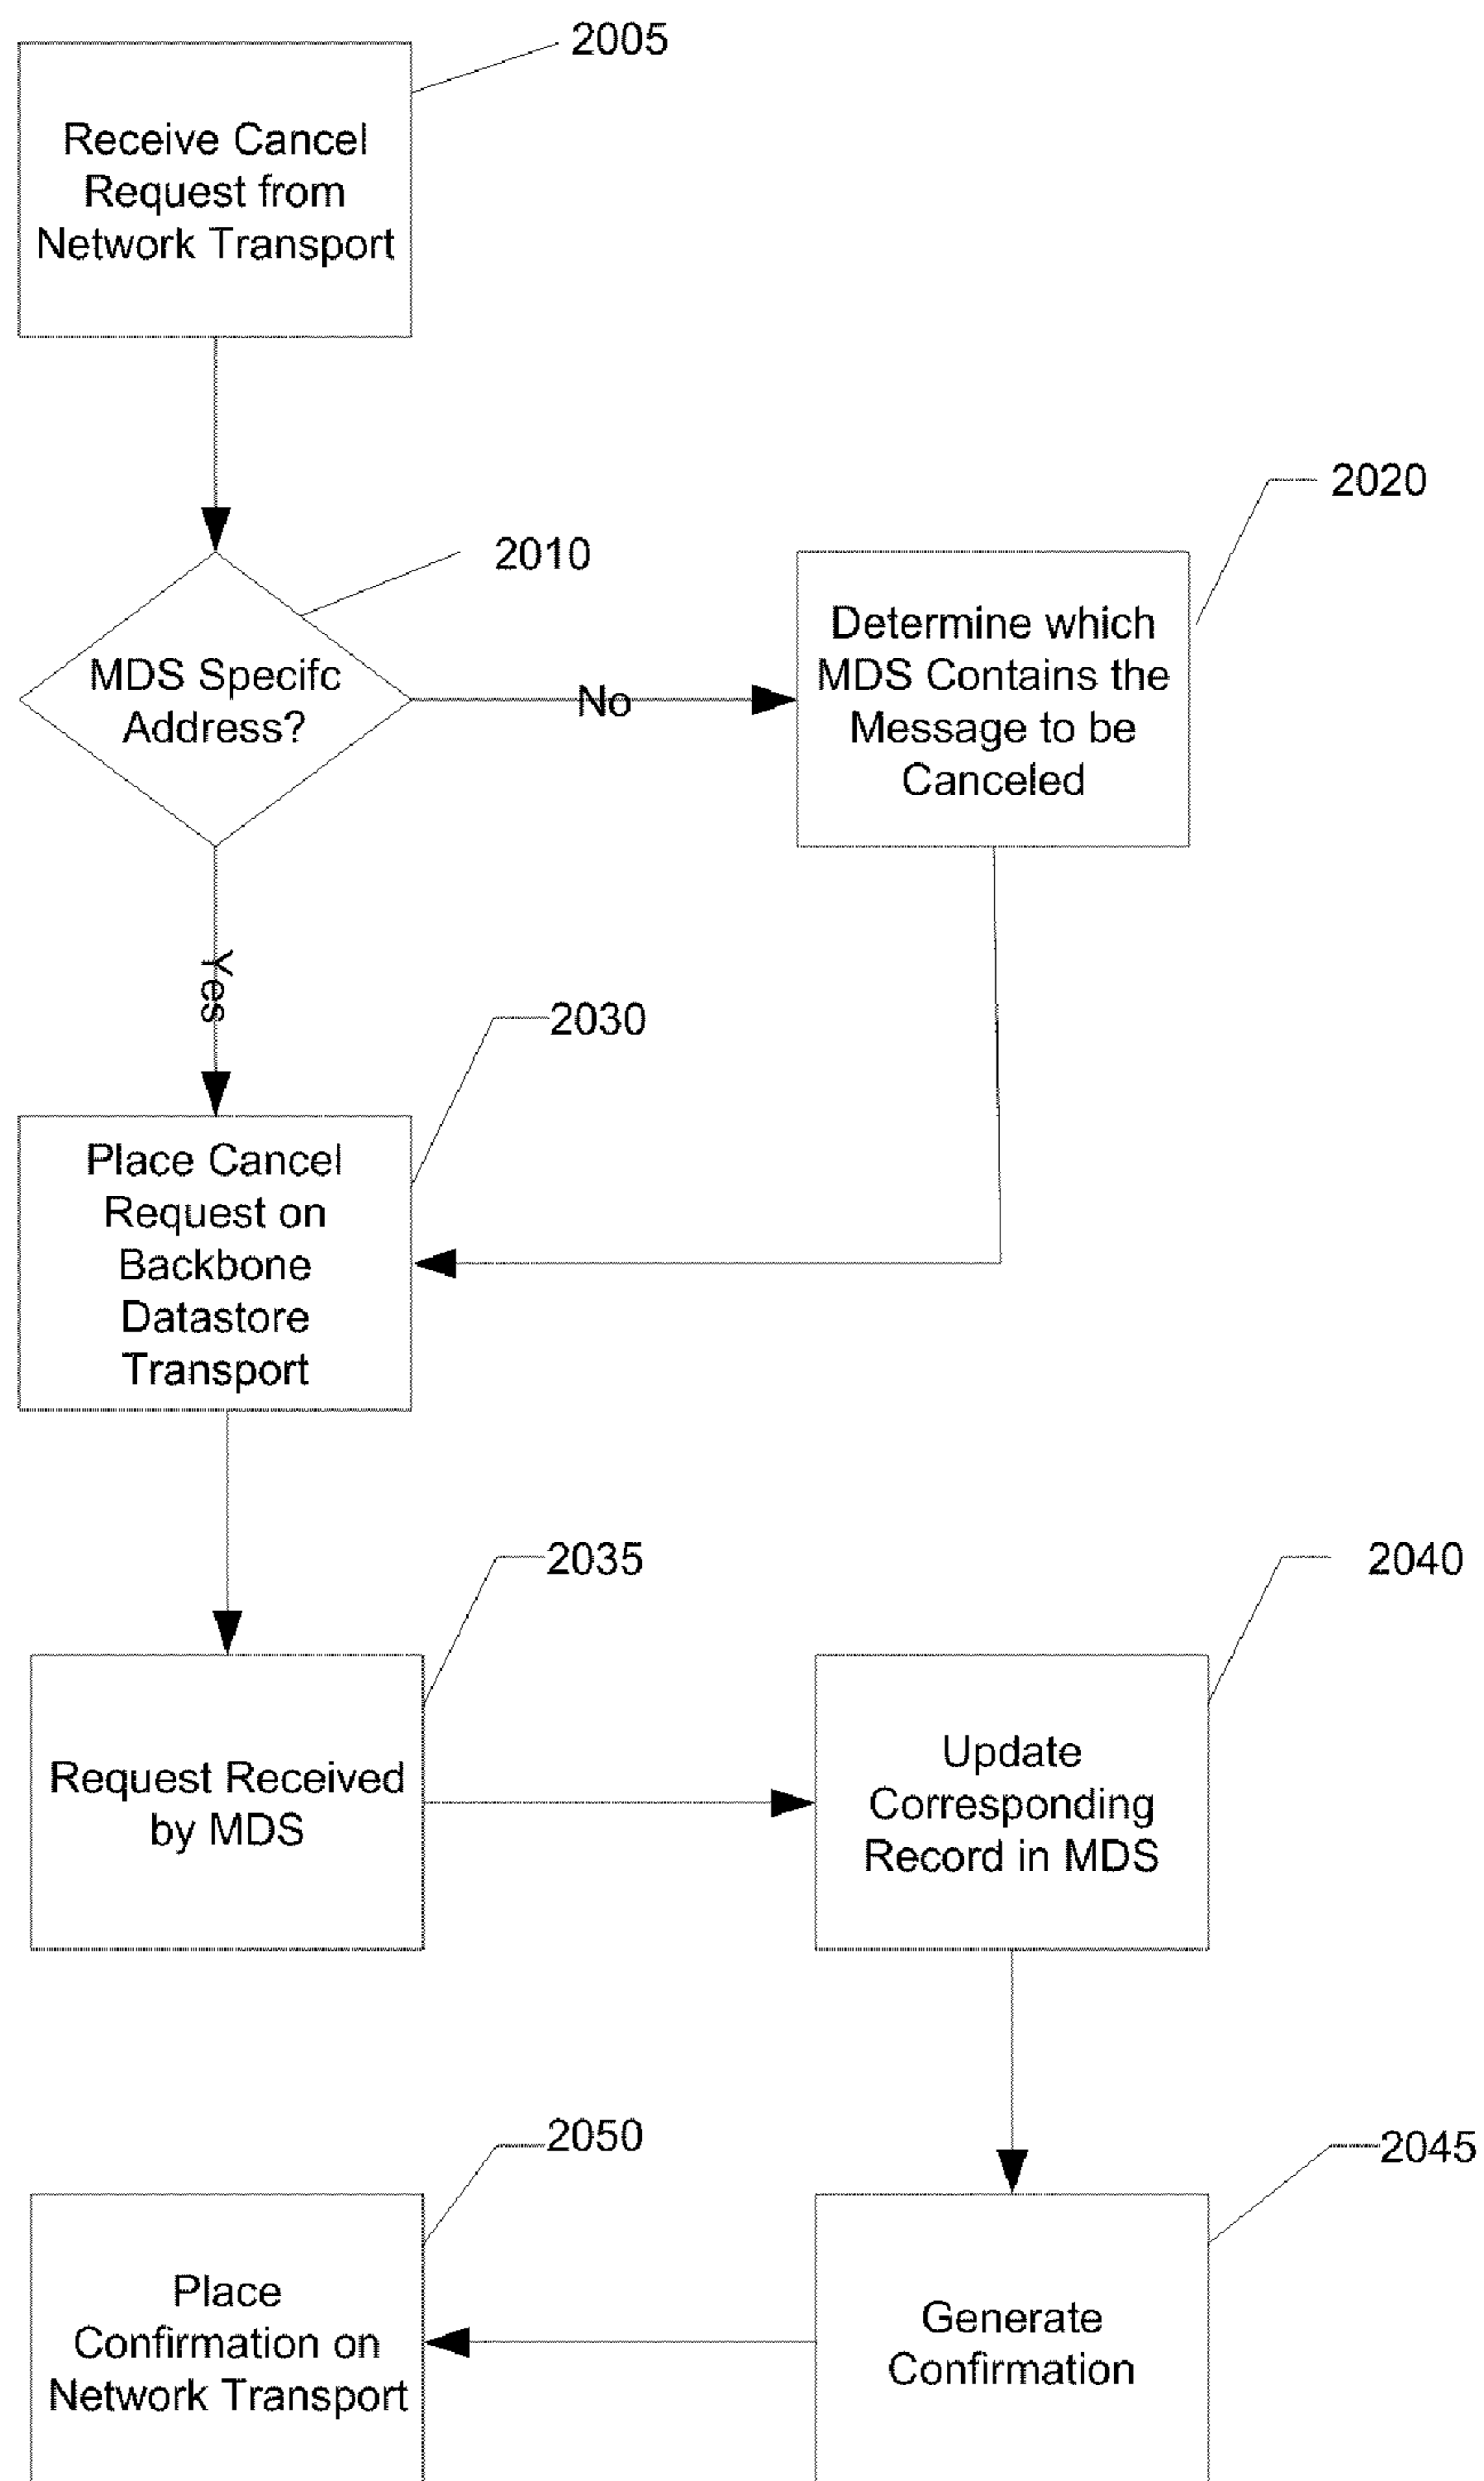 2005
Receive Cancel
Request from
Network Transport
2010
MDS Specifc
Address?
No
2020
Determine which
MDS Contains the
Message to be
Canceled
Yes
2030
Place Cancel
Request on
Backbone
Datastore
Transport
2035
Request Received
by MDS
2040
Update
Corresponding
Record in MDS
2045
Generate
Confirmation
2050
Place
Confirmation on
Network Transport